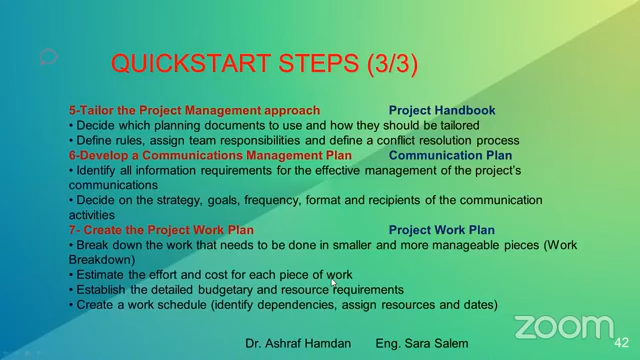 QUICKSTART STEPS (3/3)
5-Tailor the Project Management approach Project Handbook
• Decide which planning documents to use and how they should be tailored
• Define rules, assign team responsibilities and define a conflict resolution process
6-Develop a Communications Management Plan Communication Plan
• Identify all information requirements for the effective management of the project's
communications
• Decide on the strategy, goals, frequency, format and recipients of the communication
activities
7- Create the Project Work Plan Project Work Plan
• Break down the work that needs to be done in smaller and more manageable pieces (Work
Breakdown)
• Estimate the effort and cost for each piece of work
• Establish the detailed budgetary and resource requirements
• Create a work schedule (identify dependencies, assign resources and dates)
zoom
Dr. Ashraf Hamdan Eng. Sara Salem 42